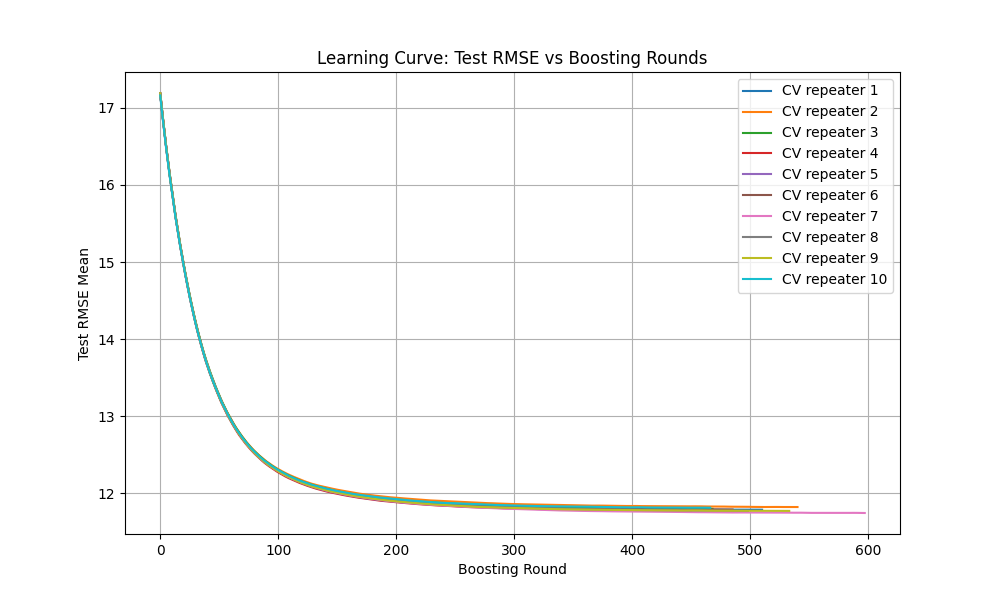 Learning Curve: Test RMSE vs Boosting Rounds
CV repeater 1
CV repeater 2
CV repeater 3
CV repeater 4
CV repeater 5
CV repeater 6
CV repeater 7
CV repeater 8
CV repeater 9
CV repeater 10
17
16
15
14
13
12
Test RMSE Mean
0 100 200 300 400 500 600
Boosting Round